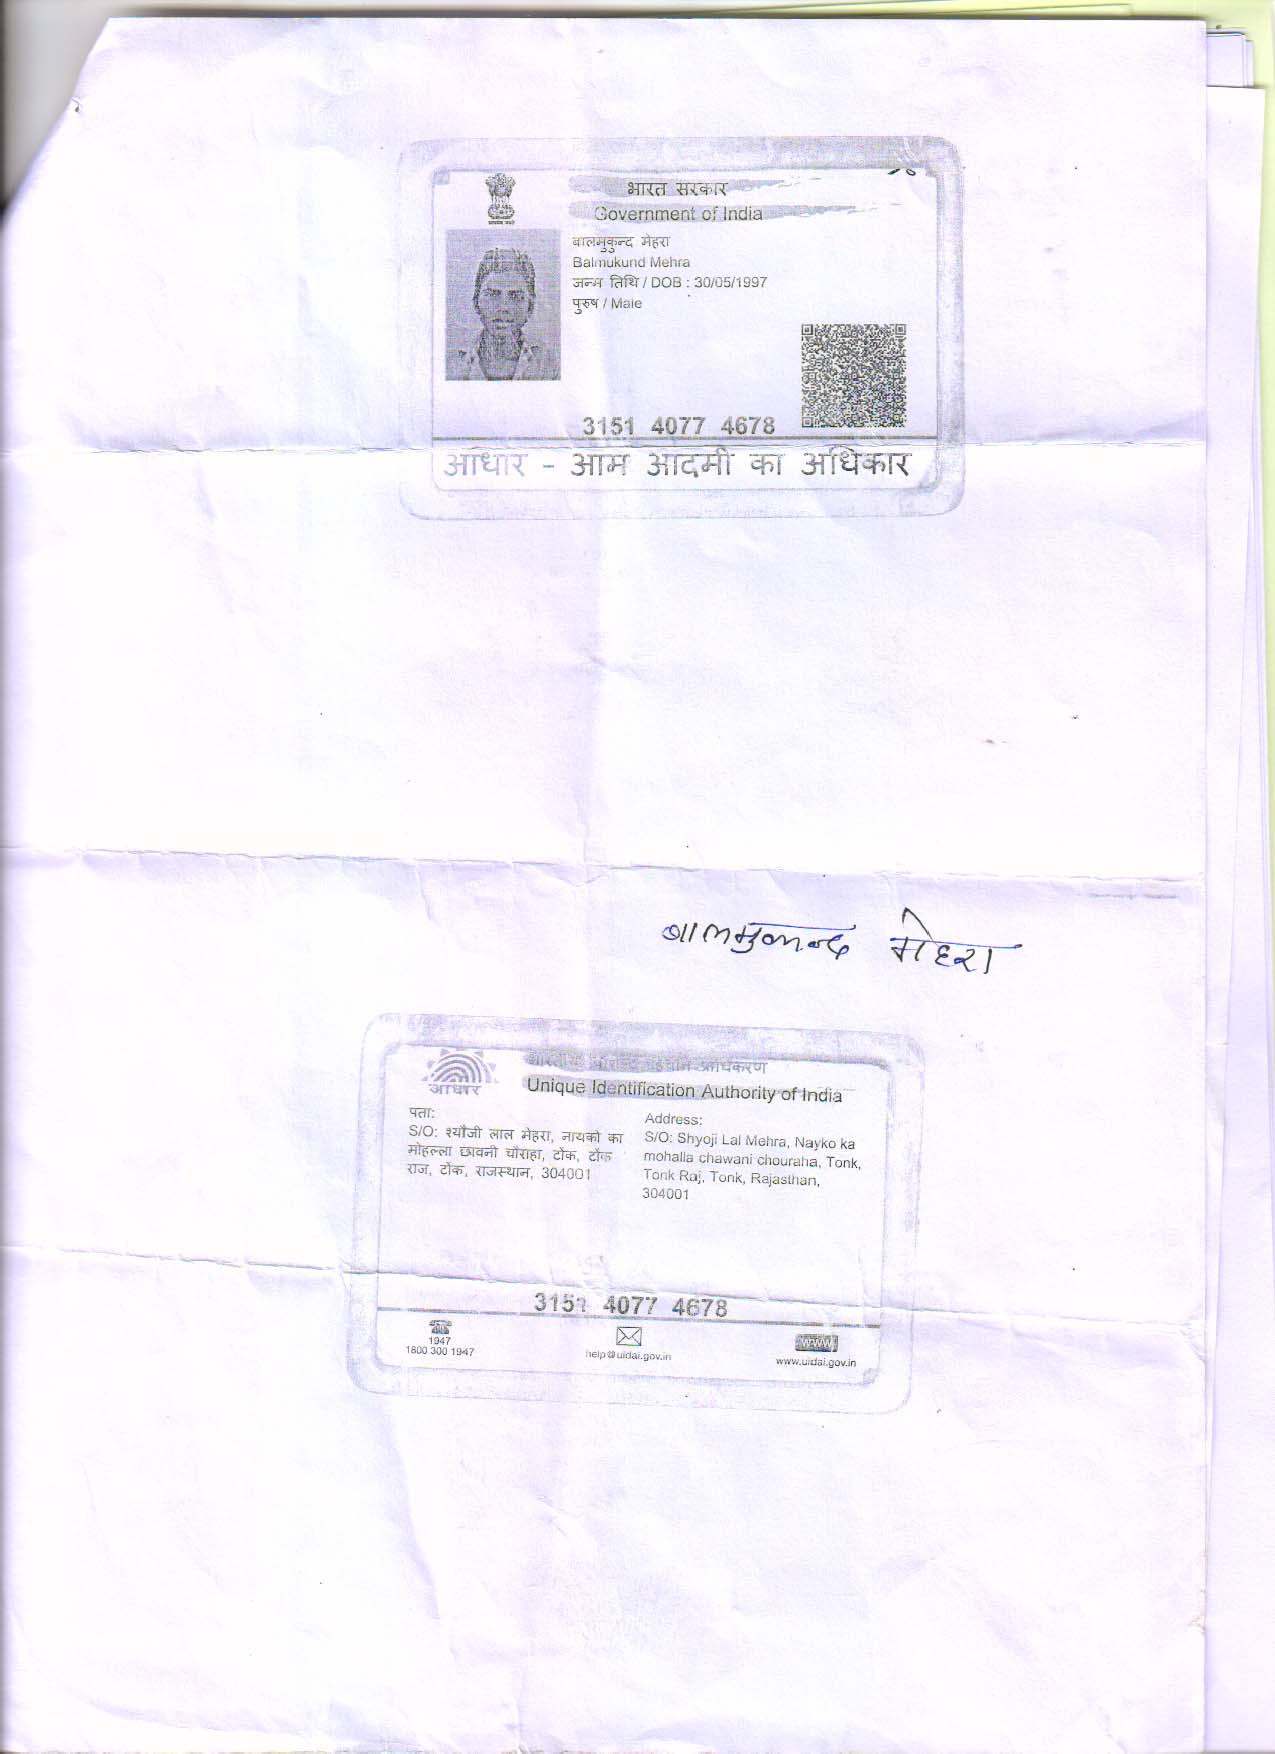 भारत सरकार
Government of India
बालमुकुन्द मेहरा
Balmukund Mehra
जन्म तिथि / DOB : 30/05/1997
पुरुष / Male
3151 4077 4678
आधार - आम आदमी का अधिकार
बालमुकुन्द मेहरा
भारतीय विशिष्ट पहचान प्राधिकरण
आधार
Unique Identification Authority of India
पता:
S/O: श्यौजी लाल मेहरा, नायको का
मोहल्ला छावनी चौराहा, टोंक, टोंक
राज, टोंक, राजस्थान, 304001
Address:
S/O: Shyoji Lal Mehra, Nayko ka
mohalla chawani chouraha, Tonk,
Tonk Raj, Tonk, Rajasthan,
304001
3151 4077 4678
1947
1800 300 1947
help@uidai.gov.in
www
www.uidai.gov.in